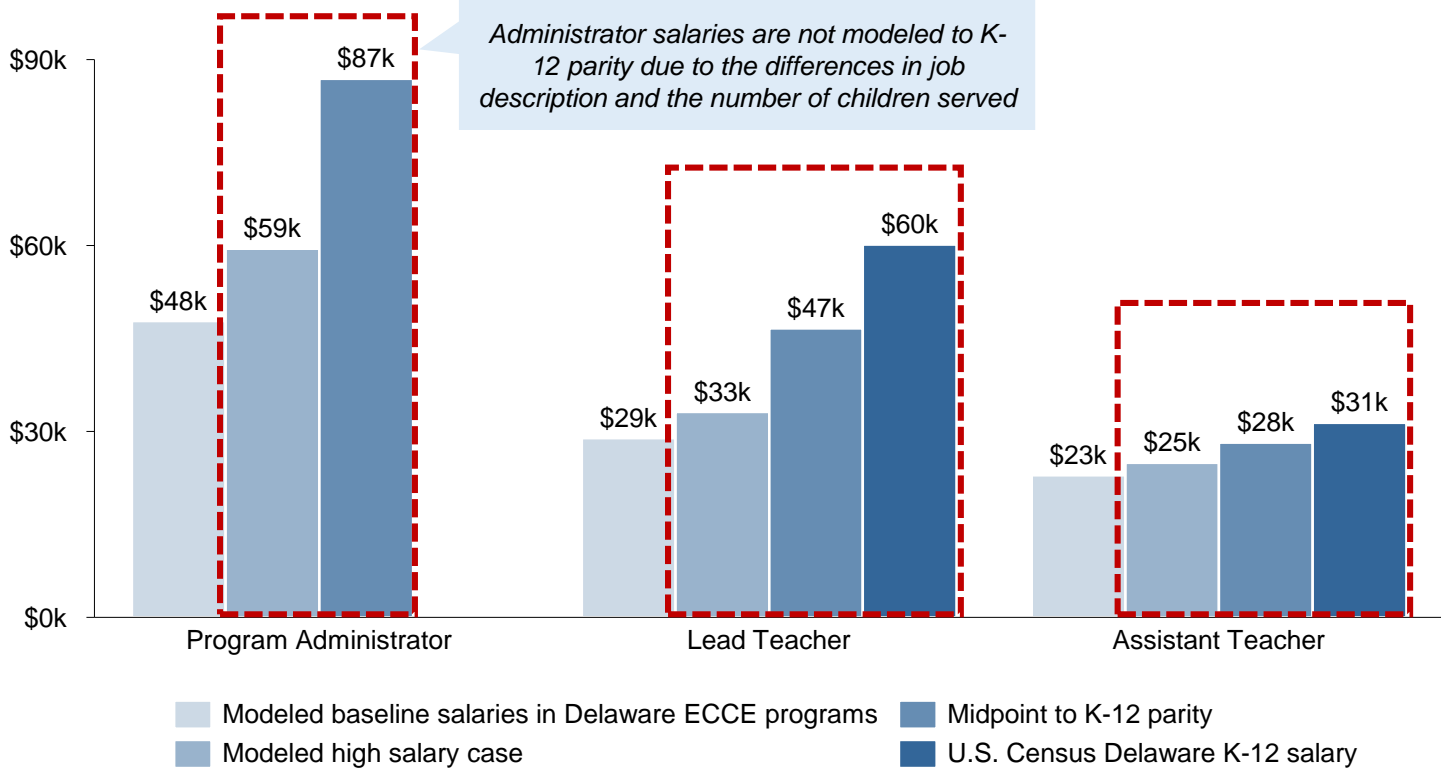 Administrator salaries are not modeled to K-
12 parity due to the differences in job
description and the number of children served
$90k
$60k
$30k
$0k
$48k
$59k
$87k
$29k
$33k
$47k
$60k
$23k
$25k
$28k
$31k
Program Administrator
Lead Teacher
Assistant Teacher
Modeled baseline salaries in Delaware ECCE programs
Midpoint to K-12 parity
Modeled high salary case
U.S. Census Delaware K-12 salary